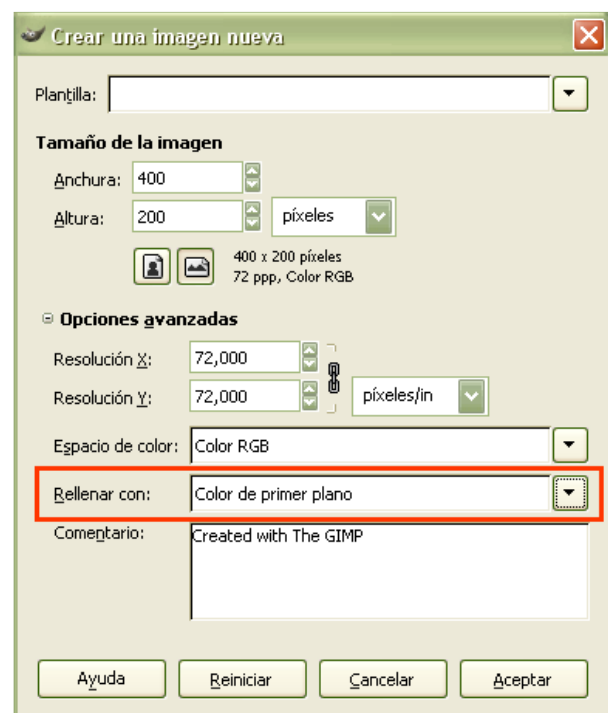 Crear una imagen nueva
Plantilla:
Tamaño de la imagen
Anchura: 400
Altura: 200 píxeles
400 x 200 píxeles
72 ppp, Color RGB
Opciones avanzadas
Resolución X: 72,000
Resolución Y: 72,000 píxeles/in
Espacio de color: Color RGB
Rellenar con: Color de primer plano
Comentario: Created with The GIMP
Ayuda Reiniciar Cancelar Aceptar